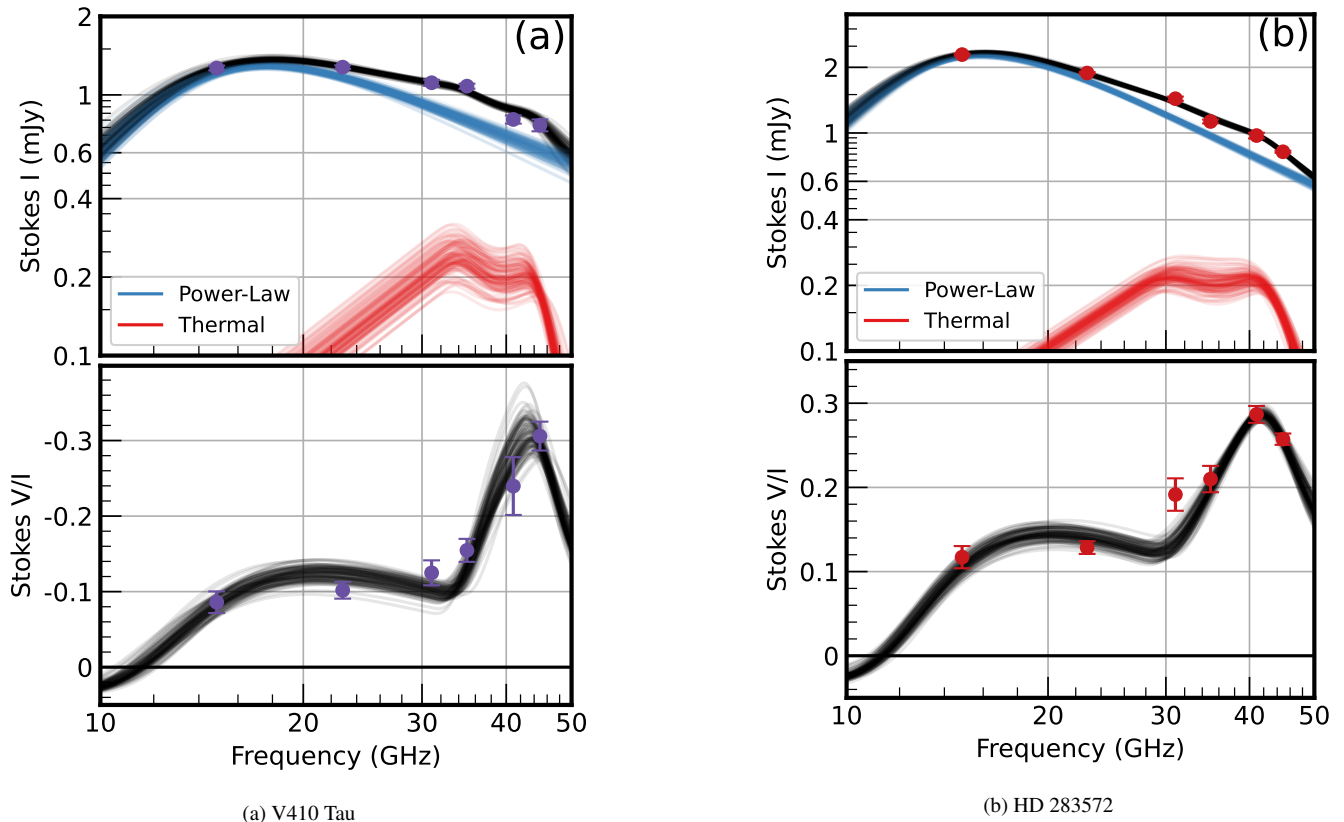 (a)
2
1
0.6
0.4
0.2
0.1
Stokes I (mJy)
Power-Law
Thermal
-0.3
-0.2
-0.1
0
Stokes V/I
10 20 30 40 50
Frequency (GHz)
(a) V410 Tau
(b)
2
1
0.6
0.4
0.2
0.1
Stokes I (mJy)
Power-Law
Thermal
0.3
0.2
0.1
0
Stokes V/I
10 20 30 40 50
Frequency (GHz)
(b) HD 283572